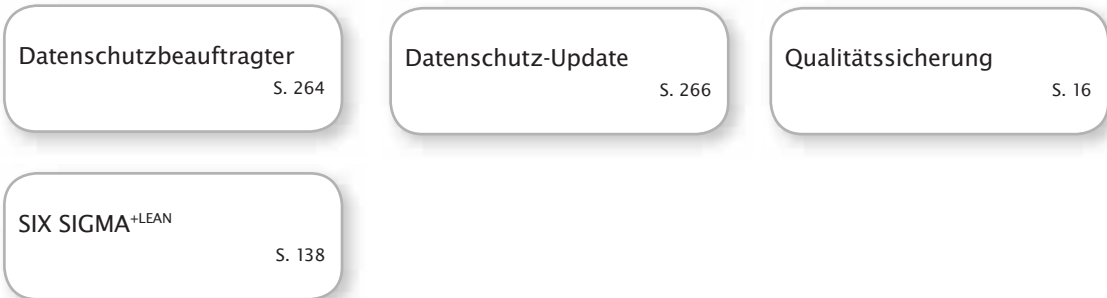 Datenschutzbeauftragter
S. 264
Datenschutz-Update
S. 266
Qualitätssicherung
S. 16
SIX SIGMA+LEAN
S. 138